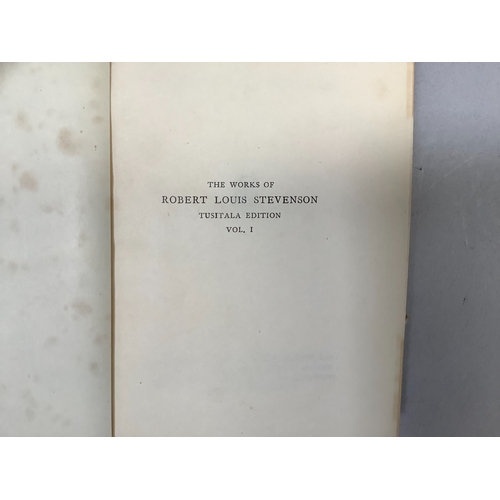 THE WORKS OF
ROBERT LOUIS STEVENSON
TUSITALA EDITION
VOL. I